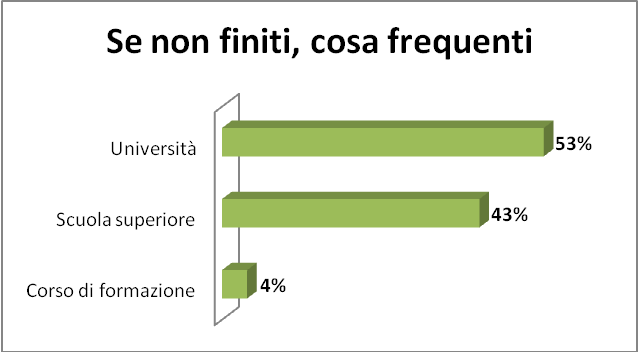 Se non finiti, cosa frequenti
Università
53%
Scuola superiore
43%
Corso di formazione
4%